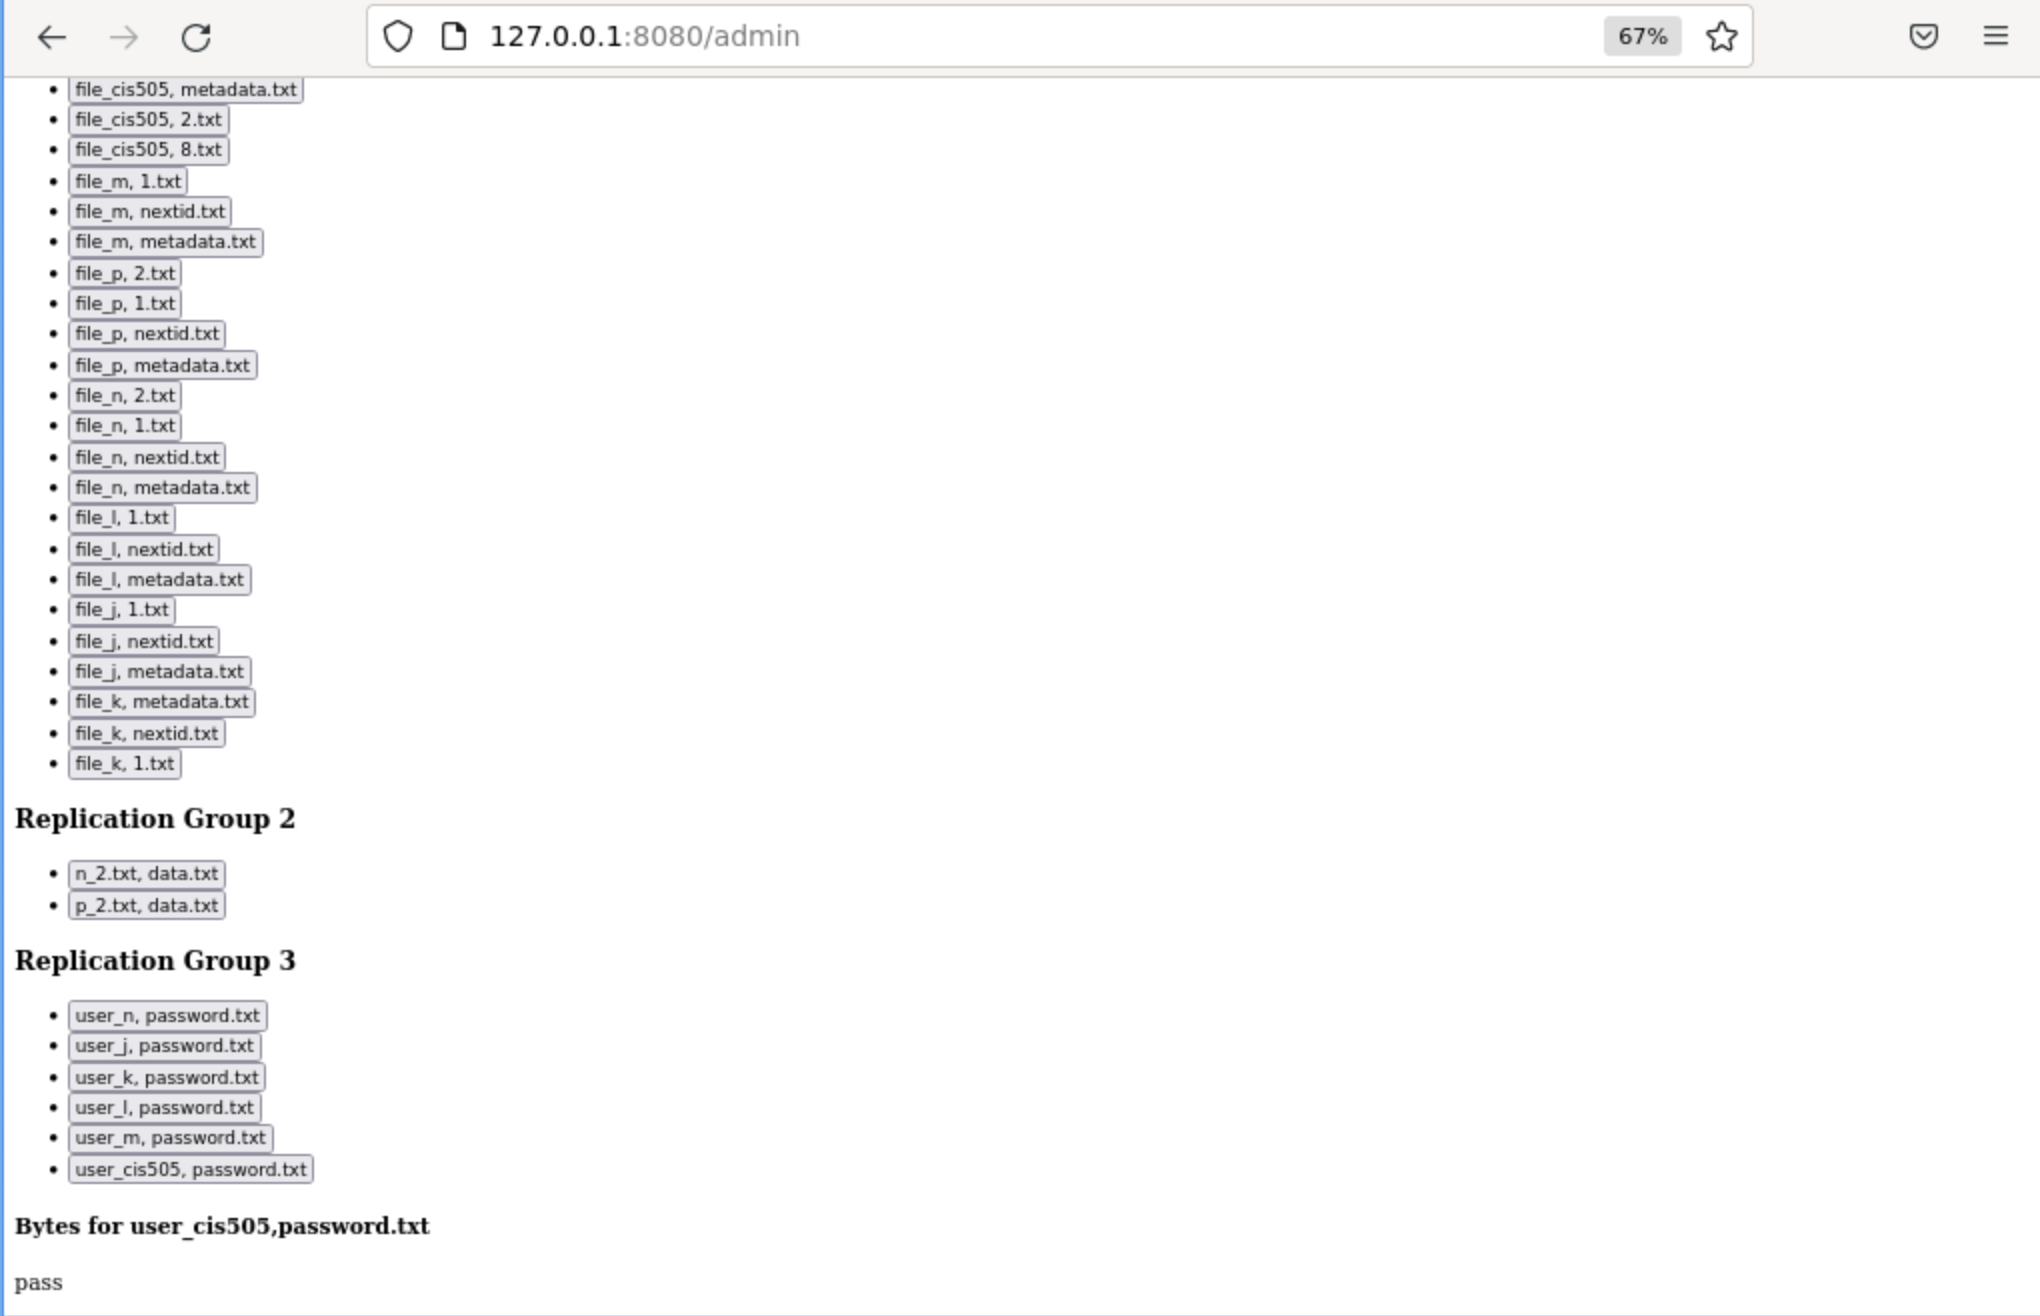 127.0.0.1:8080/admin
67%
file_cis505, metadata.txt
file_cis505, 2.txt
file_cis505, 8.txt
file_m, 1.txt
file_m, nextid.txt
file_m, metadata.txt
file_p, 2.txt
file_p, 1.txt
file_p, nextid.txt
file_p, metadata.txt
file_n, 2.txt
file_n, 1.txt
file_n, nextid.txt
file_n, metadata.txt
file_l, 1.txt
file_l, nextid.txt
file_l, metadata.txt
file_j, 1.txt
file_j, nextid.txt
file_j, metadata.txt
file_k, metadata.txt
file_k, nextid.txt
file_k, 1.txt
Replication Group 2
n_2.txt, data.txt
p_2.txt, data.txt
Replication Group 3
user_n, password.txt
user_j, password.txt
user_k, password.txt
user_l, password.txt
user_m, password.txt
user_cis505, password.txt
Bytes for user_cis505,password.txt
pass